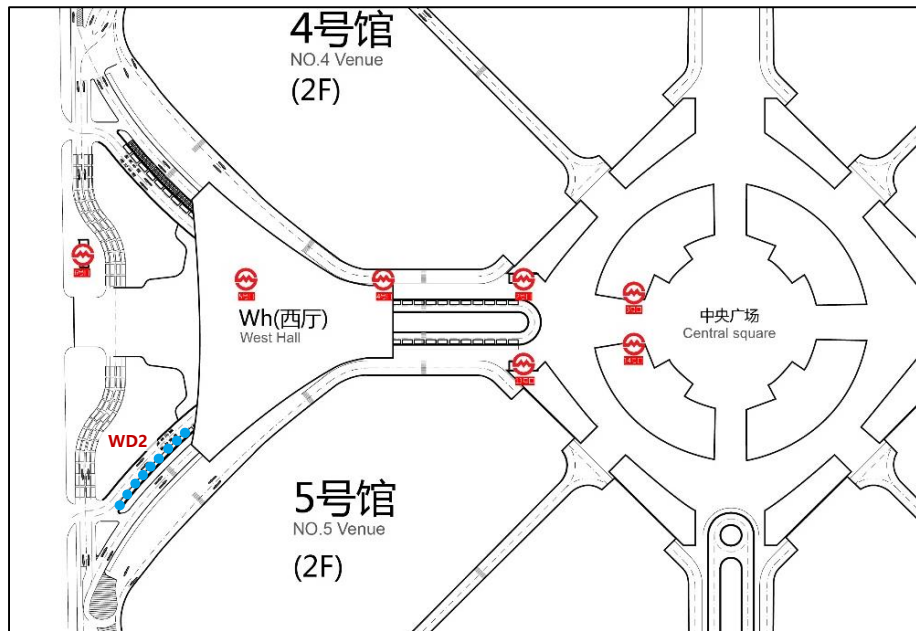 4号馆
NO.4 Venue
(2F)
Wh(西厅)
West Hall
中央广场
Central square
WD2
5号馆
NO.5 Venue
(2F)